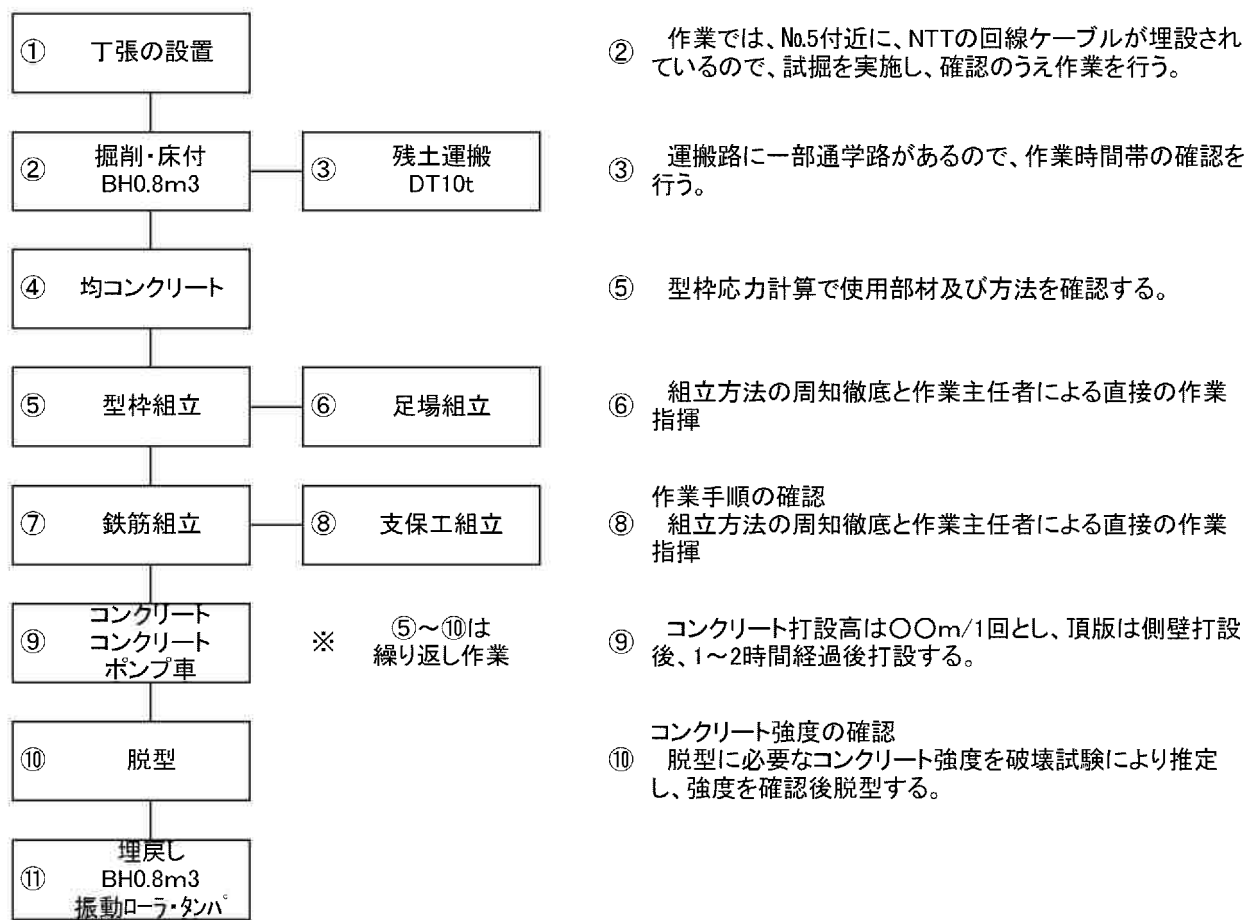 ① 丁張の設置
② 作業では、№5付近に、NTTの回線ケーブルが埋設され
ているので、試掘を実施し、確認のうえ作業を行う。
② 掘削・床付
BH0.8m3
③ 残土運搬
DT10t
③ 運搬路に一部通学路があるので、作業時間帯の確認を
行う。
④ 均コンクリート
⑤ 型枠応力計算で使用部材及び方法を確認する。
⑤ 型枠組立
⑥ 足場組立
⑥ 組立方法の周知徹底と作業主任者による直接の作業
指揮
⑦ 鉄筋組立
⑧ 支保工組立
作業手順の確認
⑧ 組立方法の周知徹底と作業主任者による直接の作業
指揮
⑨ コンクリート
コンクリート
ポンプ車
※ ⑤～⑩は
繰り返し作業
⑨ コンクリート打設高は〇〇m/1回とし、頂版は側壁打設
後、1～2時間経過後打設する。
⑩ 脱型
コンクリート強度の確認
⑩ 脱型に必要なコンクリート強度を破壊試験により推定
し、強度を確認後脱型する。
⑪ 埋戻し
BH0.8m3
振動ローラ・タンパ